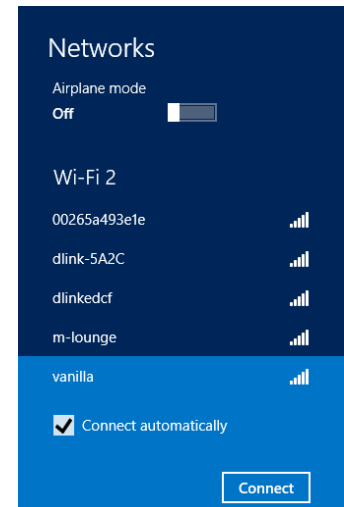 Networks
Airplane mode
Off
Wi-Fi 2
00265a493e1e
dlink-5A2C
dlinkedcf
m-lounge
vanilla
Connect automatically
Connect